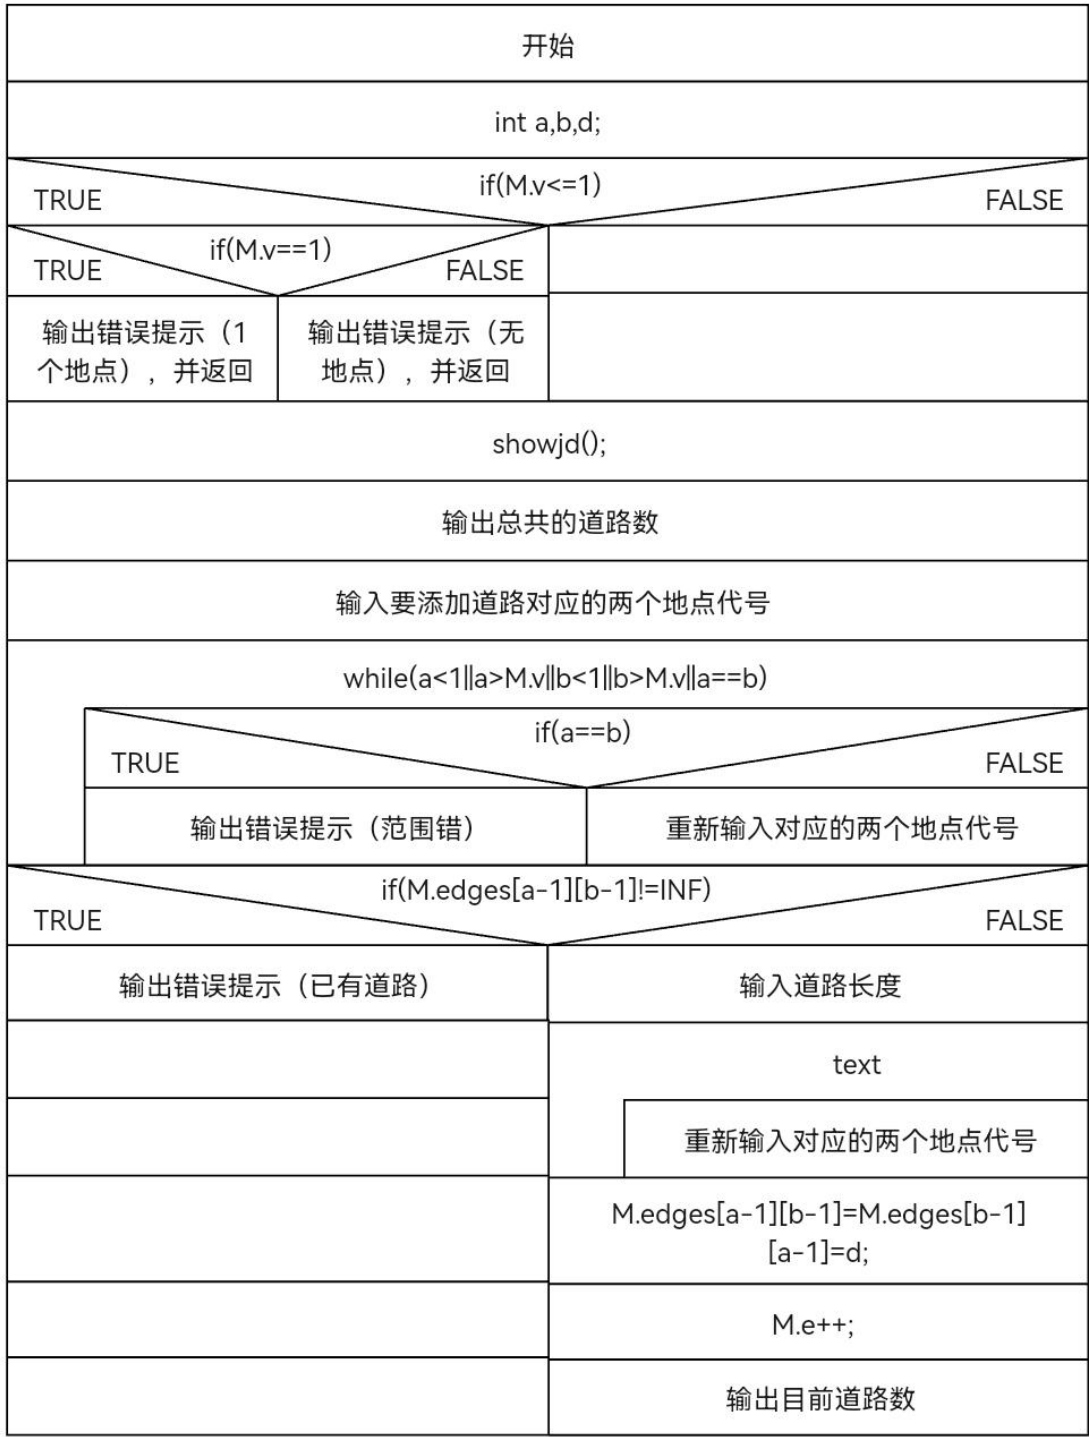 开始
int a,b,d;
if(M.v<=1)
TRUE
FALSE
if(M.v==1)
TRUE
FALSE
输出错误提示（1
个地点），并返回
输出错误提示（无
地点），并返回
showjd();
输出总共的道路数
输入要添加道路对应的两个地点代号
while(a<1||a>M.v||b<1||b>M.v||a==b)
if(a==b)
TRUE
FALSE
输出错误提示（范围错）
重新输入对应的两个地点代号
if(M.edges[a-1][b-1]!=INF)
TRUE
FALSE
输出错误提示（已有道路）
输入道路长度
text
重新输入对应的两个地点代号
M.edges[a-1][b-1]=M.edges[b-1]
[a-1]=d;
M.e++;
输出目前道路数